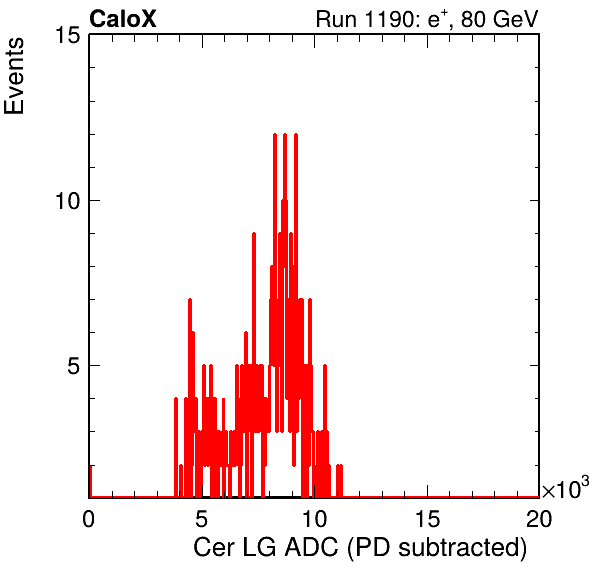 CaloX Run 1190: e⁺, 80 GeV
Events
15
10
5
0 5 10 15 20
×10³
Cer LG ADC (PD subtracted)